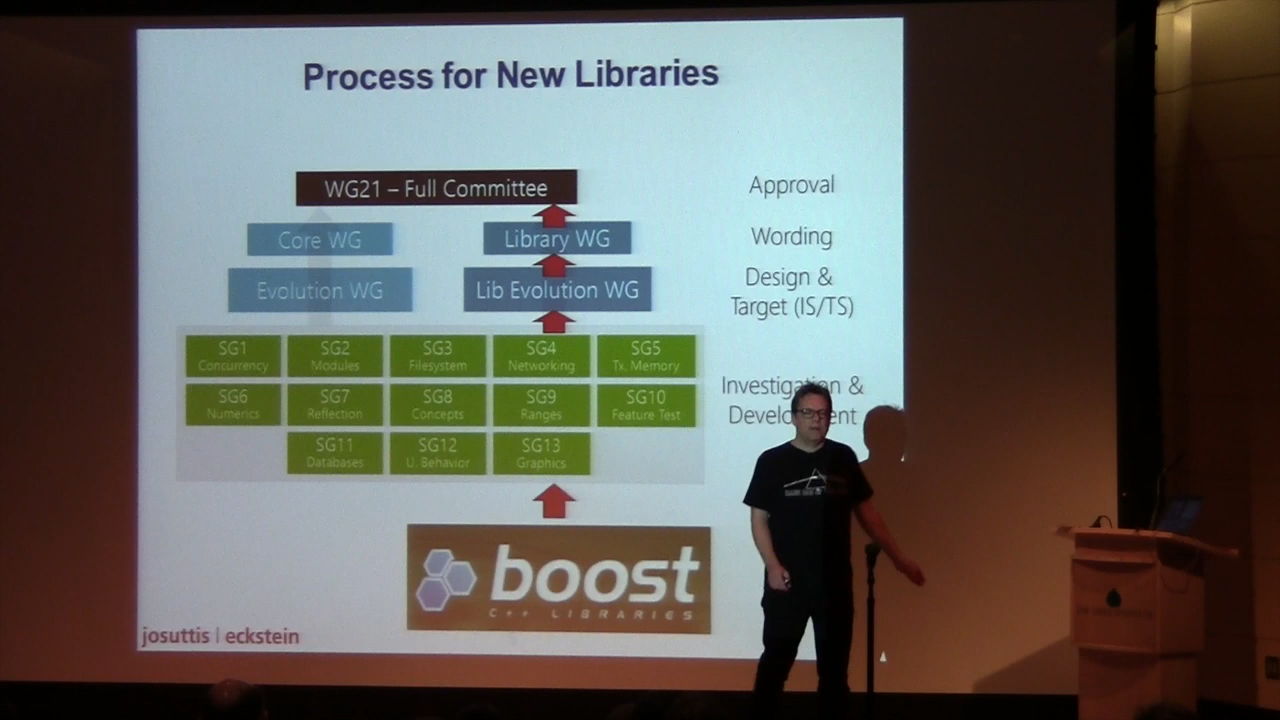 Process for New Libraries
WG21 – Full Committee
Approval
Core WG
Library WG
Wording
Evolution WG
Lib Evolution WG
Design &
Target (IS/TS)
SG1
Concurrency
SG2
Modules
SG3
Filesystem
SG4
Networking
SG5
Tx. Memory
SG6
Numerics
SG7
Reflection
SG8
Concepts
SG9
Ranges
SG10
Feature Test
Investigation &
SG11
Databases
SG12
U. Behavior
SG13
Graphics
boost
C++ LIBRARIES
josuttis | eckstein